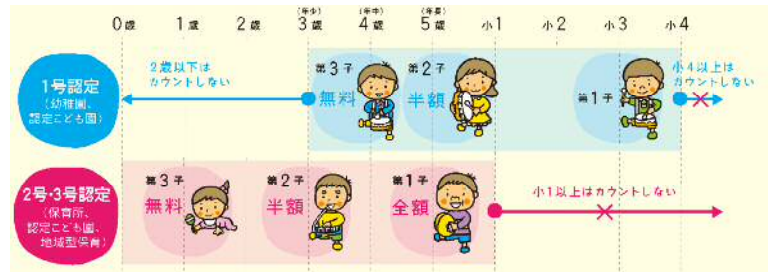 0歳 1歳 2歳 (年少)3歳 (年中)4歳 (年長)5歳 小1 小2 小3 小4
1号認定
(幼稚園、
認定こども園)
2歳以下は
カウントしない
第3子
無料
第2子
半額
第1子
小4以上は
カウントしない
2号・3号認定
(保育所、
認定こども園、
地域型保育)
第3子
無料
第2子
半額
第1子
全額
小1以上はカウントしない